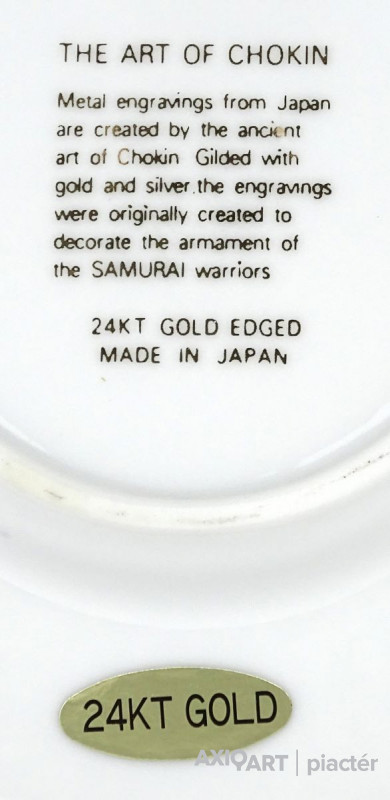 THE ART OF CHOKIN
Metal engravings from Japan
are created by the ancient
art of Chokin Gilded with
gold and silver.the engravings
were originally created to
decorate the armament of
the SAMURAI warriors
24KT GOLD EDGED
MADE IN JAPAN
24KT GOLD
AXIOART | piactér